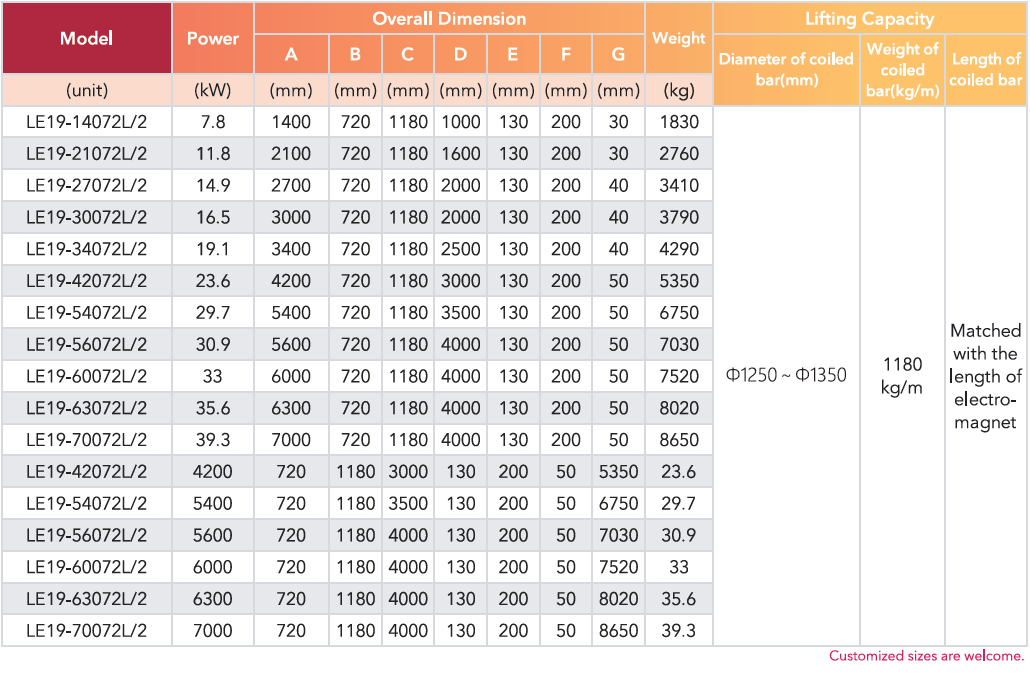 Model Power Overall Dimension Weight Lifting Capacity
A B C D E F G Diameter of coiled bar(mm) Weight of coiled bar(kg/m) Length of coiled bar
(unit) (kW) (mm) (mm) (mm) (mm) (mm) (mm) (mm) (kg)
LE19-14072L/2 7.8 1400 720 1180 1000 130 200 30 1830
LE19-21072L/2 11.8 2100 720 1180 1600 130 200 30 2760
LE19-27072L/2 14.9 2700 720 1180 2000 130 200 40 3410
LE19-30072L/2 16.5 3000 720 1180 2000 130 200 40 3790
LE19-34072L/2 19.1 3400 720 1180 2500 130 200 40 4290
LE19-42072L/2 23.6 4200 720 1180 3000 130 200 50 5350
LE19-54072L/2 29.7 5400 720 1180 3500 130 200 50 6750
LE19-56072L/2 30.9 5600 720 1180 4000 130 200 50 7030
LE19-60072L/2 33 6000 720 1180 4000 130 200 50 7520
LE19-63072L/2 35.6 6300 720 1180 4000 130 200 50 8020
LE19-70072L/2 39.3 7000 720 1180 4000 130 200 50 8650
LE19-42072L/2 4200 720 1180 3000 130 200 50 5350 23.6
LE19-54072L/2 5400 720 1180 3500 130 200 50 6750 29.7
LE19-56072L/2 5600 720 1180 4000 130 200 50 7030 30.9
LE19-60072L/2 6000 720 1180 4000 130 200 50 7520 33
LE19-63072L/2 6300 720 1180 4000 130 200 50 8020 35.6
LE19-70072L/2 7000 720 1180 4000 130 200 50 8650 39.3
Φ1250 ~ Φ1350
1180
kg/m
Matched
with the
length of
electro-
magnet
Customized sizes are welcome.